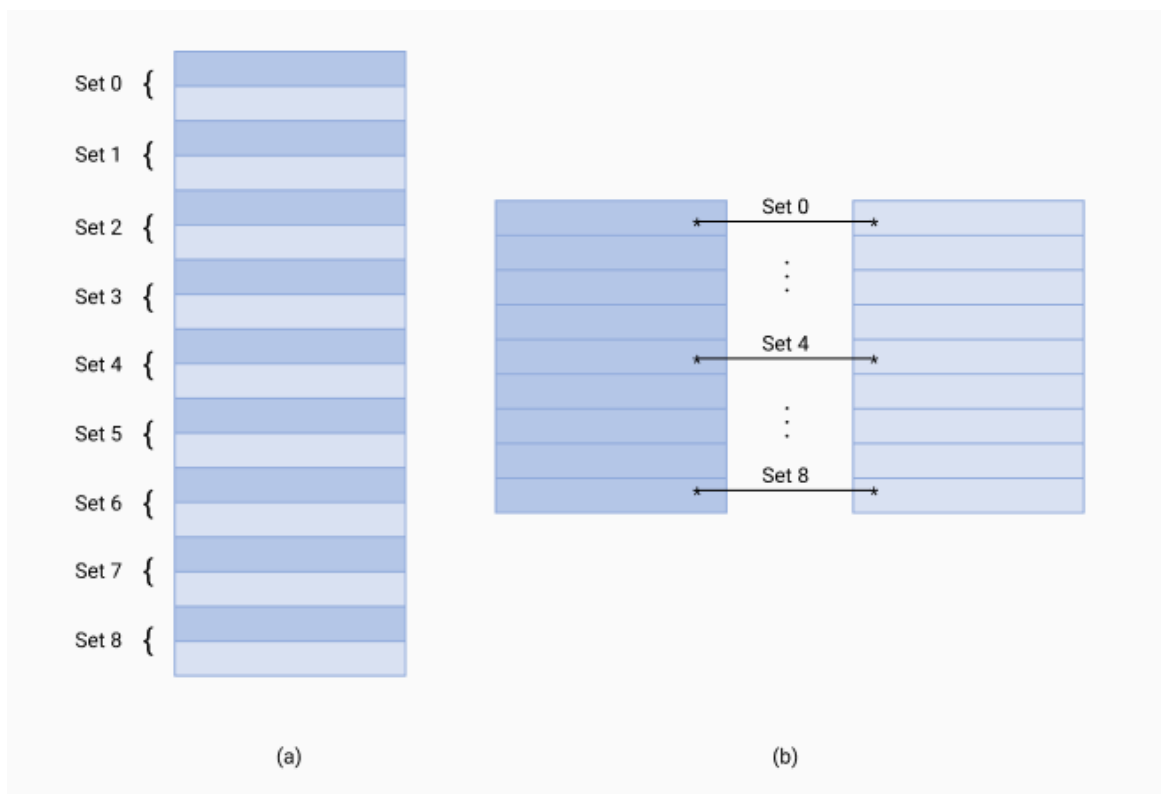 Set 0 {
Set 1 {
Set 2 {
Set 3 {
Set 4 {
Set 5 {
Set 6 {
Set 7 {
Set 8 {
(a)
Set 0
Set 4
Set 8
(b)